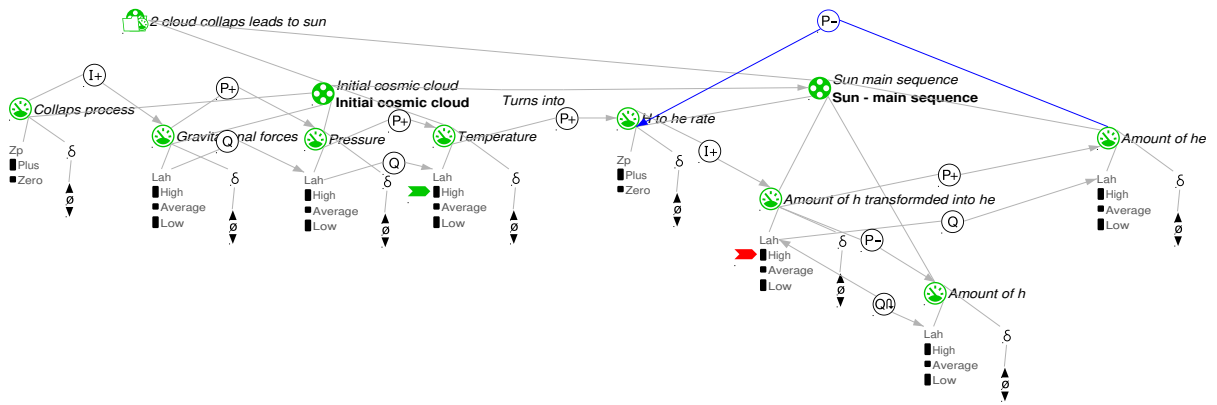 2 cloud collaps leads to sun
P−
I+
Initial cosmic cloud
Initial cosmic cloud
Sun main sequence
Sun - main sequence
P+
Turns into
Collaps process
Gravitational forces
Pressure
P+
Temperature
P+
H to he rate
Amount of he
Q
Q
I+
Zp
Plus
Zero
δ
ø
Lah
High
Average
Low
δ
ø
Lah
High
Average
Low
δ
ø
Lah
High
Average
Low
δ
ø
Zp
Plus
Zero
δ
ø
P+
Amount of h transformded into he
Q
Lah
High
Average
Low
δ
ø
P−
Lah
High
Average
Low
δ
ø
Q
Amount of h
Lah
High
Average
Low
δ
ø